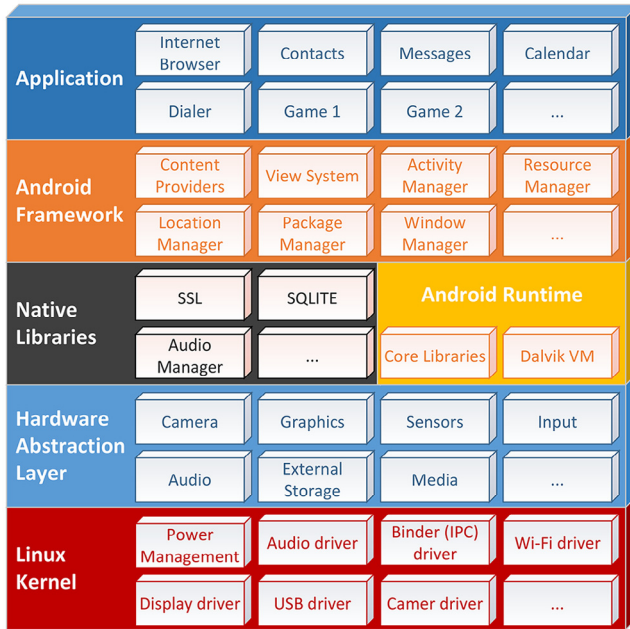 Application
Internet
Browser
Contacts
Messages
Calendar
Dialer
Game 1
Game 2
...
Android
Framework
Content
Providers
View System
Activity
Manager
Resource
Manager
Location
Manager
Package
Manager
Window
Manager
...
Native
Libraries
SSL
SQLITE
Audio
Manager
...
Android Runtime
Core Libraries
Dalvik VM
Hardware
Abstraction
Layer
Camera
Graphics
Sensors
Input
Audio
External
Storage
Media
...
Linux
Kernel
Power
Management
Audio driver
Binder (IPC)
driver
Wi-Fi driver
Display driver
USB driver
Camer driver
...